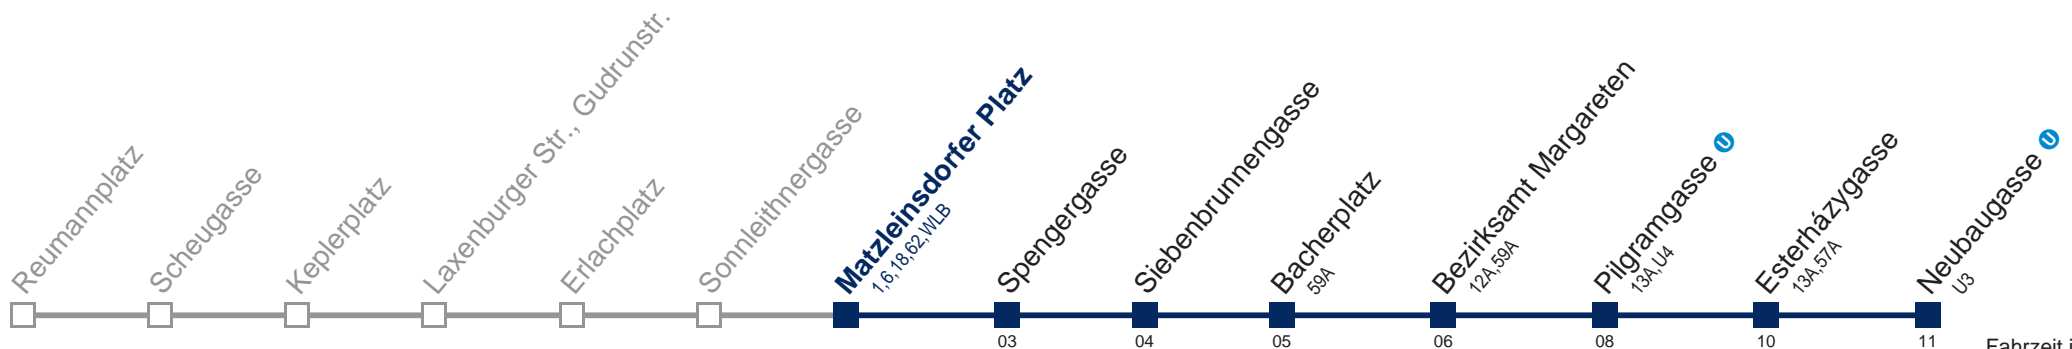 Reumannplatz
Scheugasse
Keplerplatz
Laxenburger Str., Gudrunstr.
Erlachplatz
Sonnleithnergasse
Matzleinsdorfer Platz
1,6,18,62,WLB
Spengergasse
Siebenbrunnengasse
Bacherplatz
59A
Bezirksamt Margareten
12A,59A
Pilgramgasse U
13A,U4
Esterházygasse
13A,57A
Neubaugasse U
U3
03 04 05 06 08 10 11
Fahrzeit